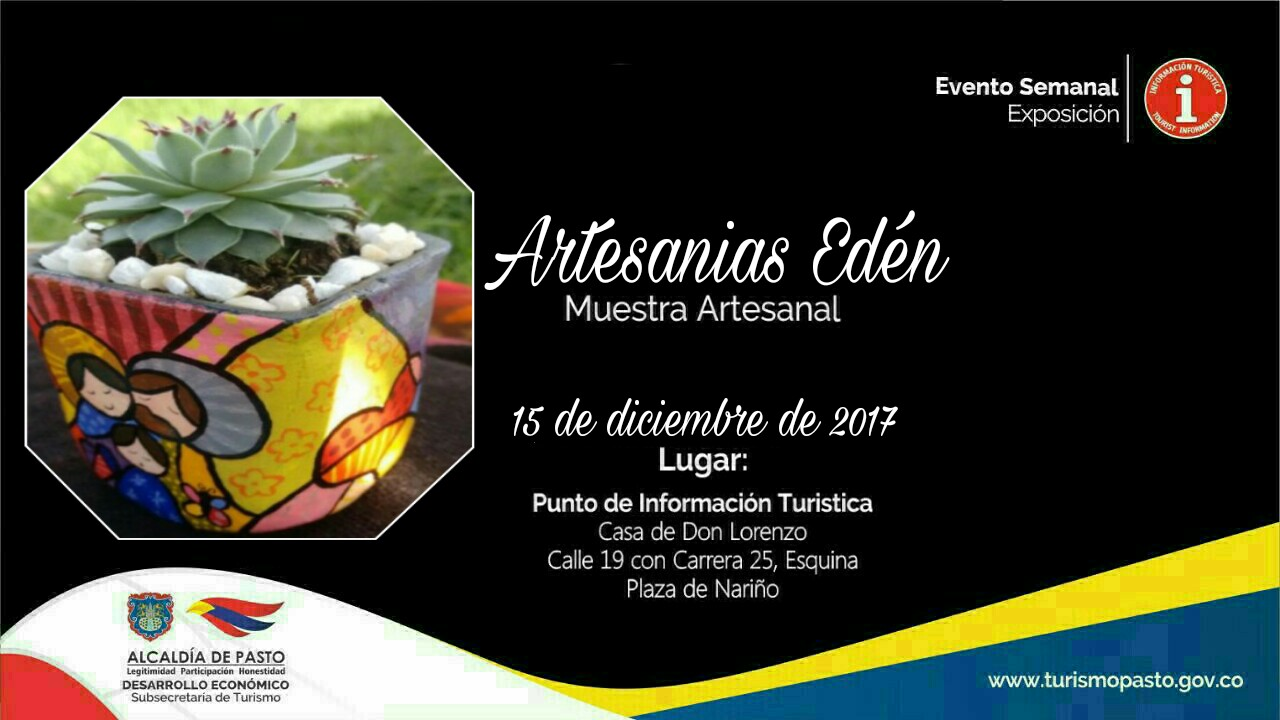 Evento Semanal
Exposición
INFORMACIÓN TURISTICA
TOURIST INFORMATION
i
Artesanias Edén
Muestra Artesanal
15 de diciembre de 2017
Lugar:
Punto de Información Turistica
Casa de Don Lorenzo
Calle 19 con Carrera 25, Esquina
Plaza de Nariño
ALCALDÍA DE PASTO
Legitimidad Participación Honestidad
DESARROLLO ECONÓMICO
Subsecretaria de Turismo
www.turismopasto.gov.co